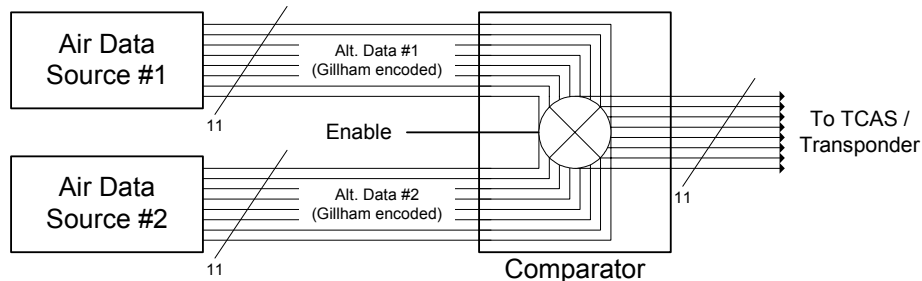 Air Data
Source #1
Alt. Data #1
(Gillham encoded)
11
Enable
To TCAS /
Transponder
11
Air Data
Source #2
Alt. Data #2
(Gillham encoded)
11
Comparator